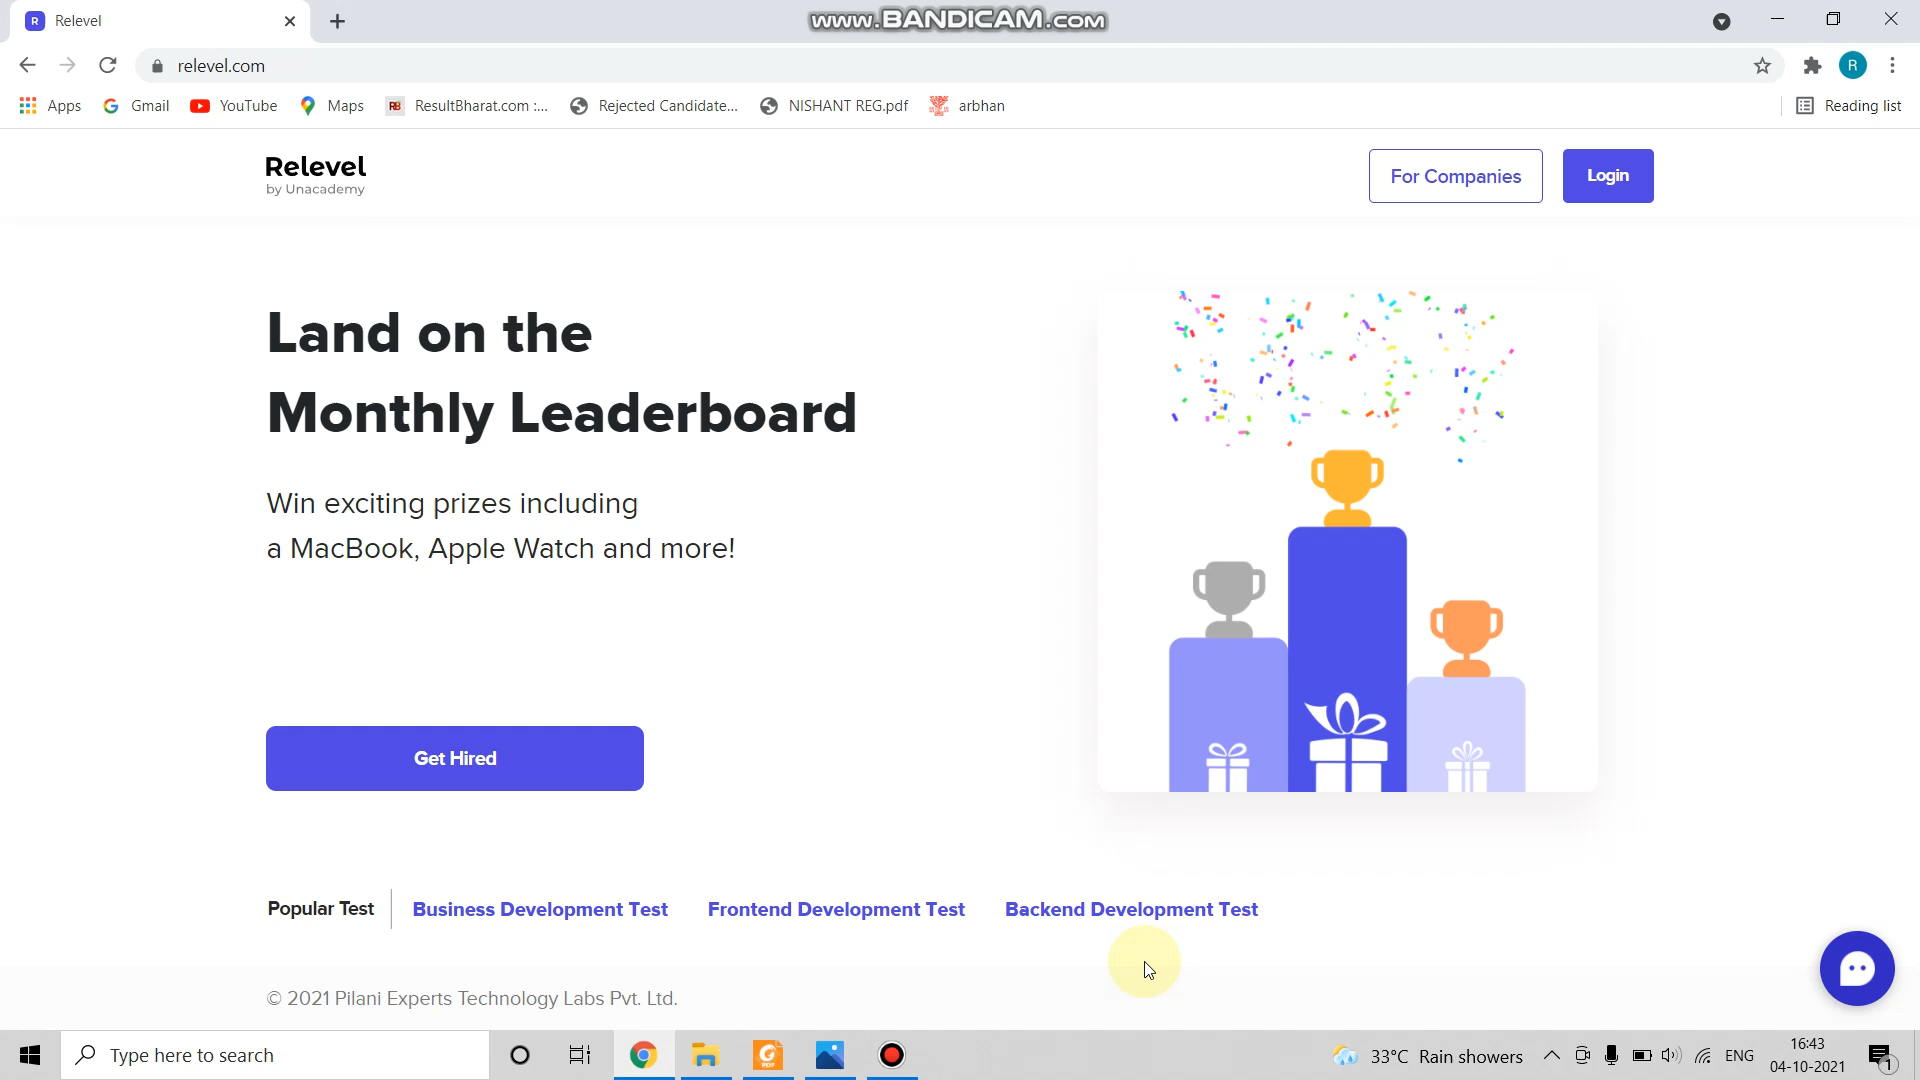 R Relevel
www.BANDICAM.com
relevel.com
R
Apps
Gmail
YouTube
Maps
RB ResultBharat.com :...
Rejected Candidate...
NISHANT REG.pdf
arbhan
Reading list
Relevel
by Unacademy
For Companies
Login
Land on the
Monthly Leaderboard
Win exciting prizes including
a MacBook, Apple Watch and more!
Get Hired
Popular Test
Business Development Test
Frontend Development Test
Backend Development Test
© 2021 Pilani Experts Technology Labs Pvt. Ltd.
Type here to search
PDF
33°C Rain showers
ENG
16:43
04-10-2021
1